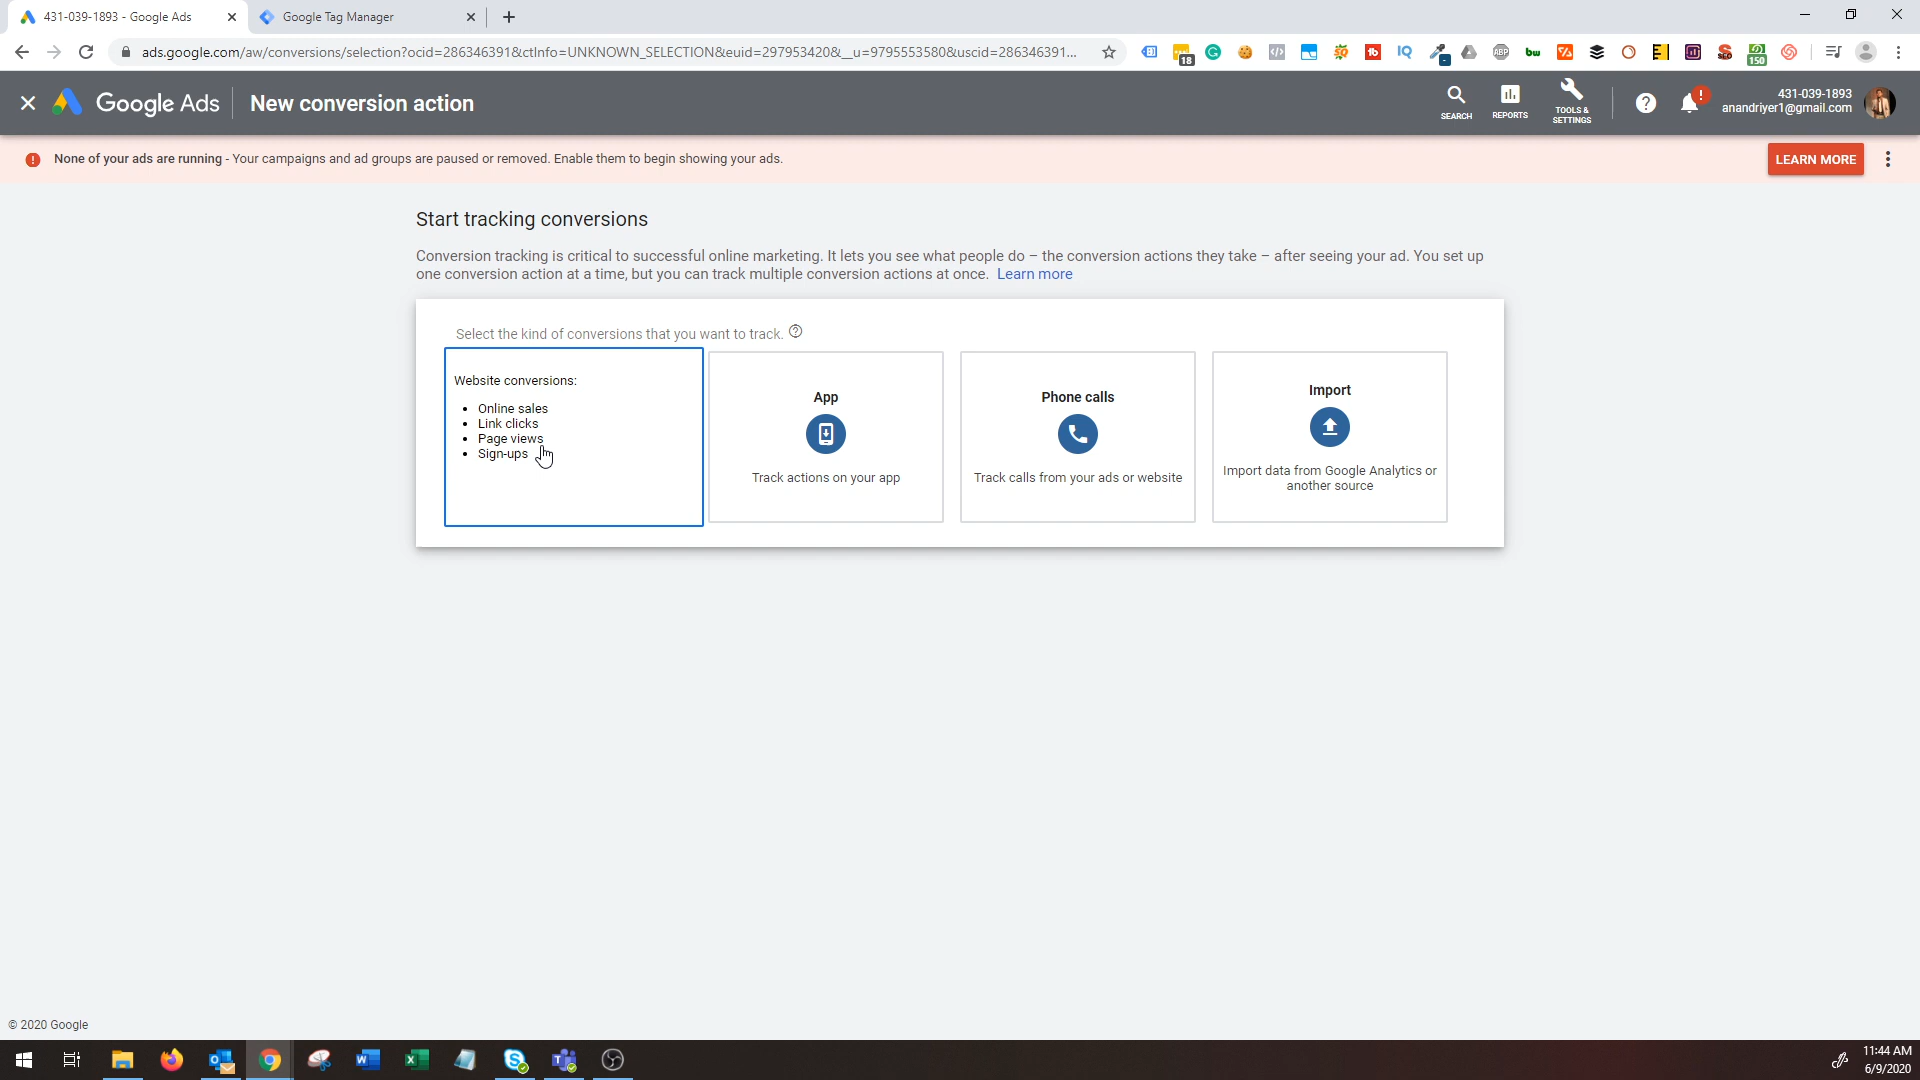 431-039-1893 - Google Ads
Google Tag Manager
ads.google.com/aw/conversions/selection?ocid=286346391&ctInfo=UNKNOWN_SELECTION&euid=297953420&__u=9795553580&uscid=286346391...
18
150
Google Ads
New conversion action
SEARCH
REPORTS
TOOLS &
SETTINGS
431-039-1893
anandriyer1@gmail.com
None of your ads are running - Your campaigns and ad groups are paused or removed. Enable them to begin showing your ads.
LEARN MORE
Start tracking conversions
Conversion tracking is critical to successful online marketing. It lets you see what people do – the conversion actions they take – after seeing your ad. You set up
one conversion action at a time, but you can track multiple conversion actions at once. Learn more
Select the kind of conversions that you want to track.
Website conversions:
• Online sales
• Link clicks
• Page views
• Sign-ups
App
Track actions on your app
Phone calls
Track calls from your ads or website
Import
Import data from Google Analytics or
another source
© 2020 Google
11:44 AM
6/9/2020